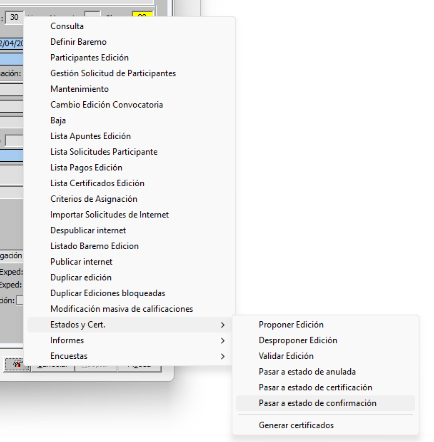 30
Consulta
Definir Baremo
Participantes Edición
Gestión Solicitud de Participantes
Mantenimiento
Cambio Edición Convocatoria
Baja
Lista Apuntes Edición
Lista Solicitudes Participante
Lista Pagos Edición
Lista Certificados Edición
Criterios de Asignación
Importar Solicitudes de Internet
Despublicar internet
Listado Baremo Edicion
Publicar internet
Duplicar edición
Duplicar Ediciones bloqueadas
Modificación masiva de calificaciones
Estados y Cert.
Informes
Encuestas
Proponer Edición
Desproponer Edición
Validar Edición
Pasar a estado de anulada
Pasar a estado de certificación
Pasar a estado de confirmación
Generar certificados
Exped:
Exped: